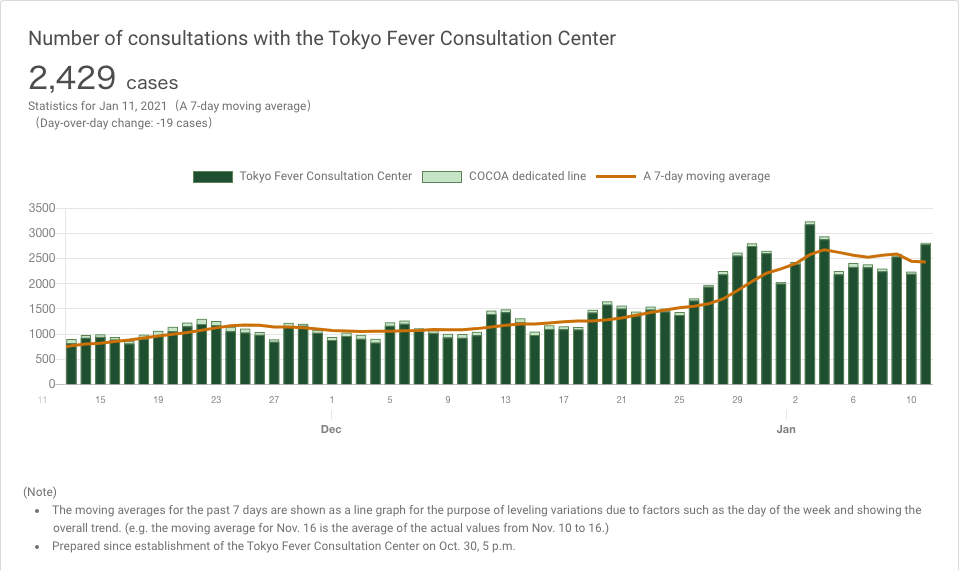 Number of consultations with the Tokyo Fever Consultation Center
2,429 cases
Statistics for Jan 11, 2021 (A 7-day moving average)
(Day-over-day change: -19 cases)
Tokyo Fever Consultation Center COCOA dedicated line A 7-day moving average
3500
3000
2500
2000
1500
1000
500
0
11 15 19 23 27 1 5 9 13 17 21 25 29 2 6 10
Dec Jan
(Note)
• The moving averages for the past 7 days are shown as a line graph for the purpose of leveling variations due to factors such as the day of the week and showing the
overall trend. (e.g. the moving average for Nov. 16 is the average of the actual values from Nov. 10 to 16.)
• Prepared since establishment of the Tokyo Fever Consultation Center on Oct. 30, 5 p.m.